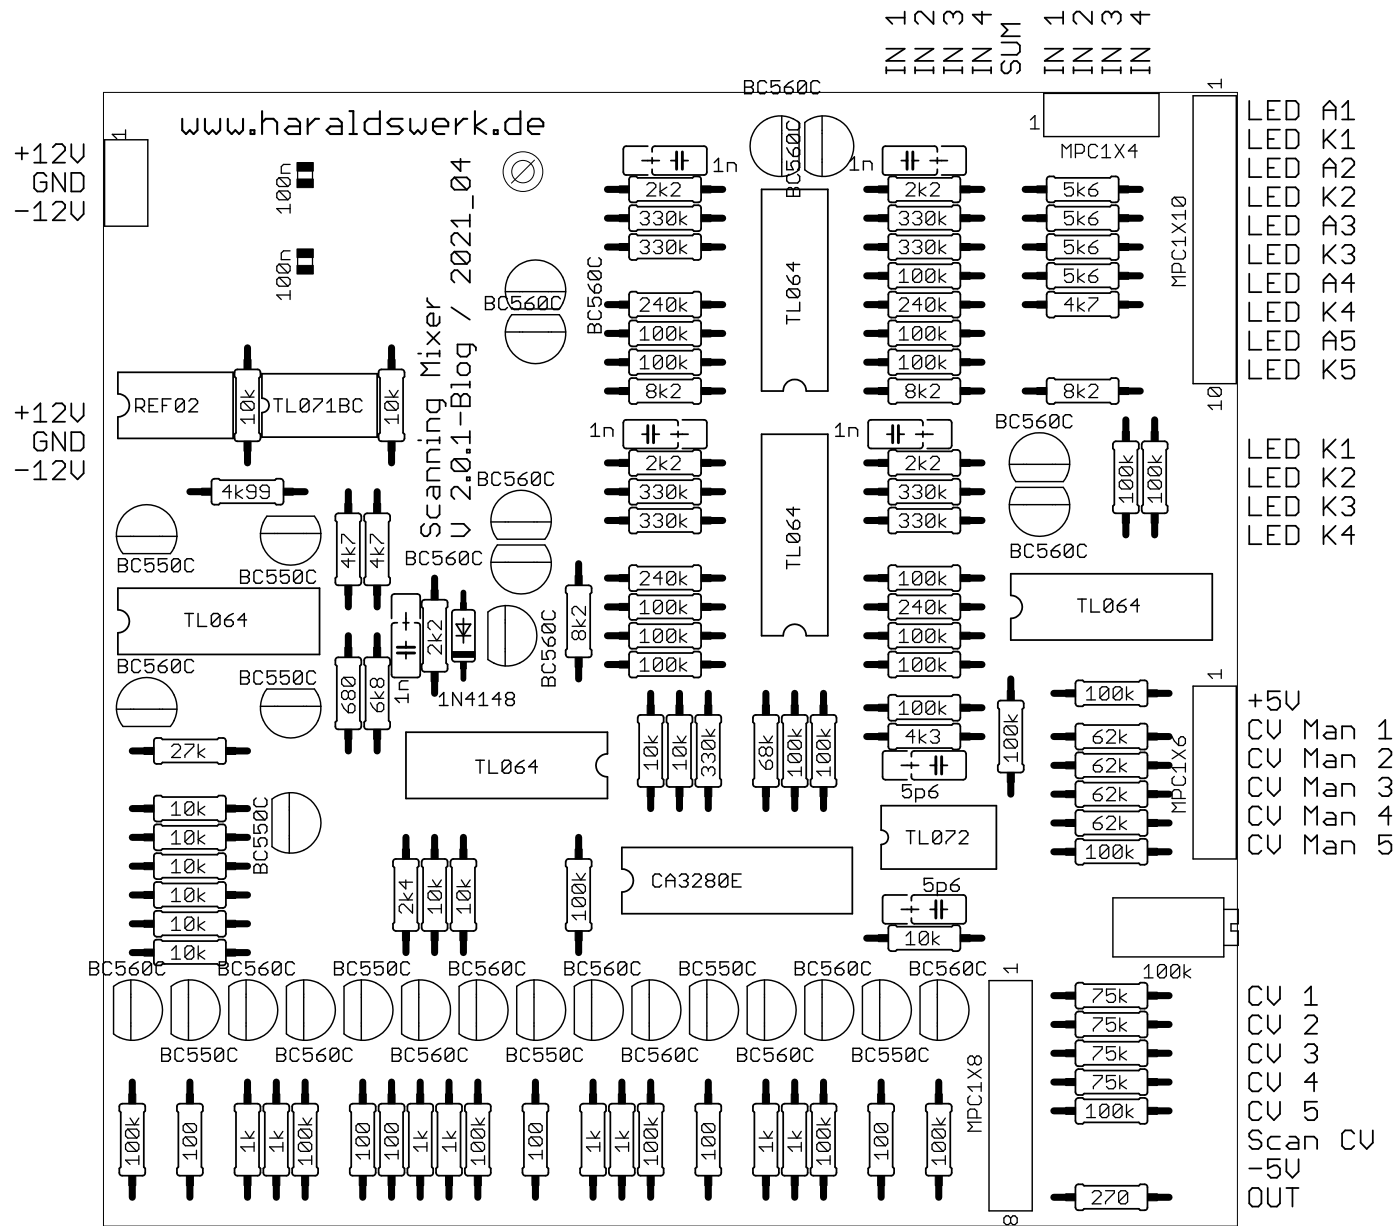 IN 1
IN 2
IN 3
IN 4
SUM
IN 1
IN 2
IN 3
IN 4
www.haraldswerk.de
Scanning Mixer
V 2.0.1-Blog / 2021_04
1
+12V
GND
-12V
+12V
GND
-12V
100n
100n
REF02
10k
TL071BC
10k
4k99
BC550C
BC550C
4k7
4k7
TL064
BC560C
BC550C
680
6k8
1n
2k2
1N4148
27k
BC550C
10k
10k
10k
10k
10k
10k
BC560C
BC560C
BC560C
BC560C
BC560C
BC560C
8k2
TL064
2k4
10k
10k
100k
BC560C
BC560C
1n
2k2
330k
330k
240k
100k
100k
8k2
TL064
1n
2k2
330k
330k
100k
240k
100k
100k
8k2
1n
2k2
330k
330k
240k
100k
100k
100k
TL064
1n
2k2
330k
330k
100k
240k
100k
100k
100k
4k3
5p6
10k
10k
330k
68k
100k
100k
100k
CA3280E
TL072
5p6
10k
1
MPC1X4
5k6
5k6
5k6
5k6
4k7
8k2
1
MPC1X10
10
BC560C
BC560C
100k
100k
TL064
100k
62k
62k
62k
62k
100k
1
MPC1X6
100k
BC560C
BC560C
BC550C
BC560C
BC560C
BC550C
BC560C
BC560C
BC550C
BC560C
BC560C
BC550C
BC560C
BC560C
BC550C
100k
100
1k
1k
100k
100
100
1k
1k
100k
100
1k
1k
100k
100
1k
1k
100k
100
100k
1
MPC1X8
8
75k
75k
75k
75k
100k
270
LED A1
LED K1
LED A2
LED K2
LED A3
LED K3
LED A4
LED K4
LED A5
LED K5
LED K1
LED K2
LED K3
LED K4
+5V
CV Man 1
CV Man 2
CV Man 3
CV Man 4
CV Man 5
CV 1
CV 2
CV 3
CV 4
CV 5
Scan CV
-5V
OUT